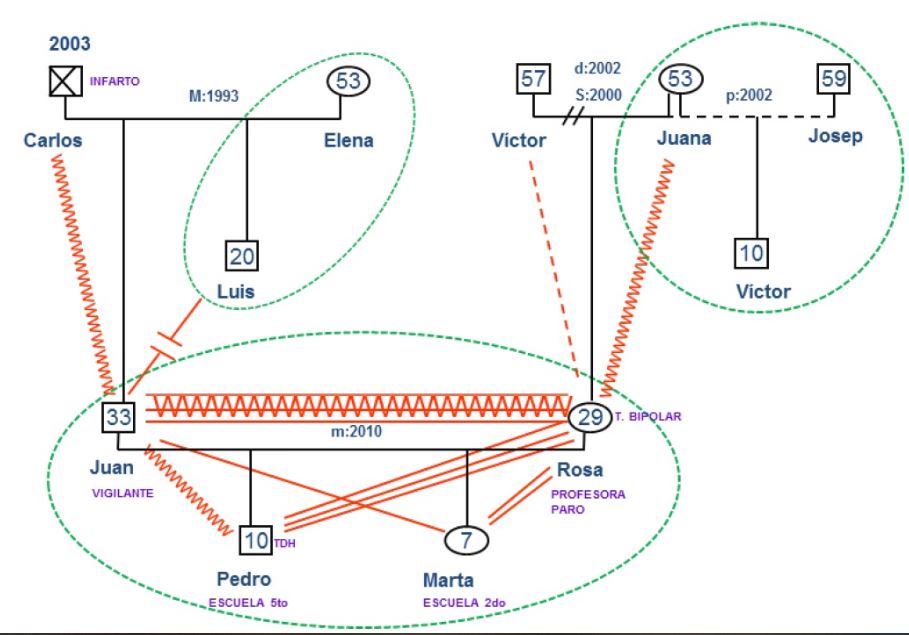 2003
INFARTO
53
57
d:2002
53
59
M:1993
S:2000
p:2002
Carlos
Elena
Víctor
Juana
Josep
20
10
Luis
Víctor
33
29
T. BIPOLAR
m:2010
Juan
Rosa
VIGILANTE
PROFESORA
PARO
10
TDH
7
Pedro
Marta
ESCUELA 5to
ESCUELA 2do